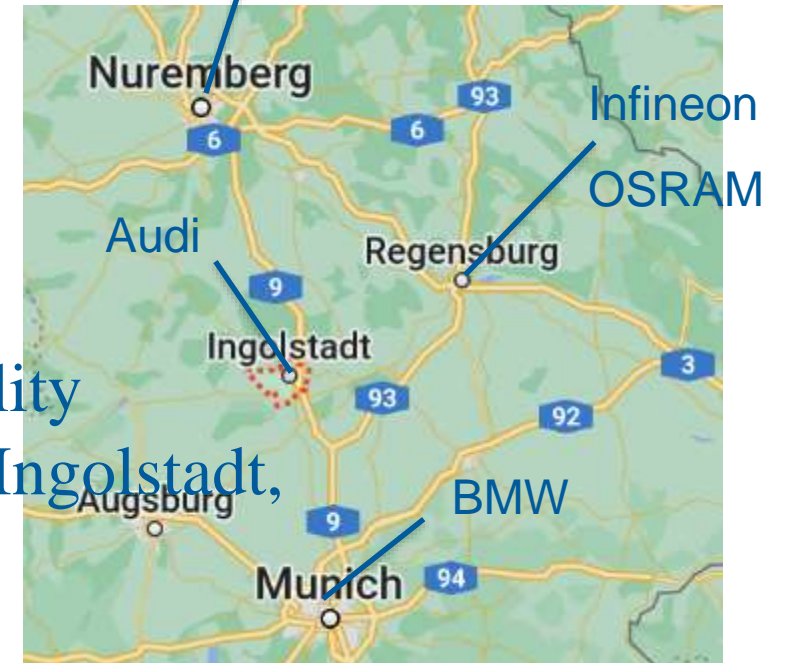 Nuremberg
93
Infineon
6
6
OSRAM
Audi
Regensburg
9
Ingolstadt
3
lity
93
92
Ingolstadt,
Augsburg
BMW
9
Munich
94